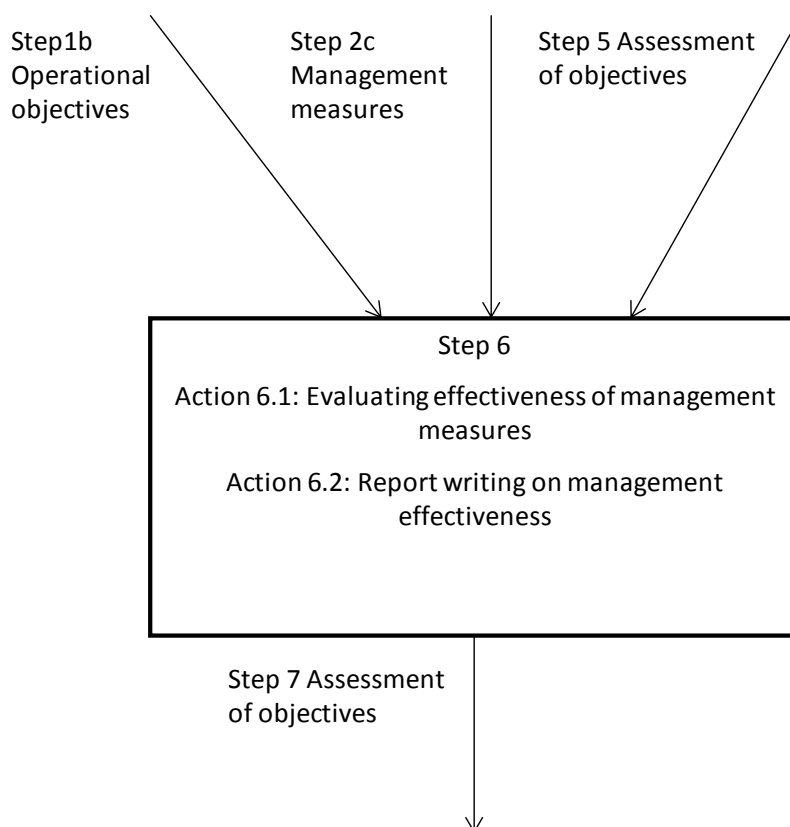 Step1b
Operational
objectives
Step 2c
Management
measures
Step 5 Assessment
of objectives
Step 6
Action 6.1: Evaluating effectiveness of management
measures
Action 6.2: Report writing on management
effectiveness
Step 7 Assessment
of objectives